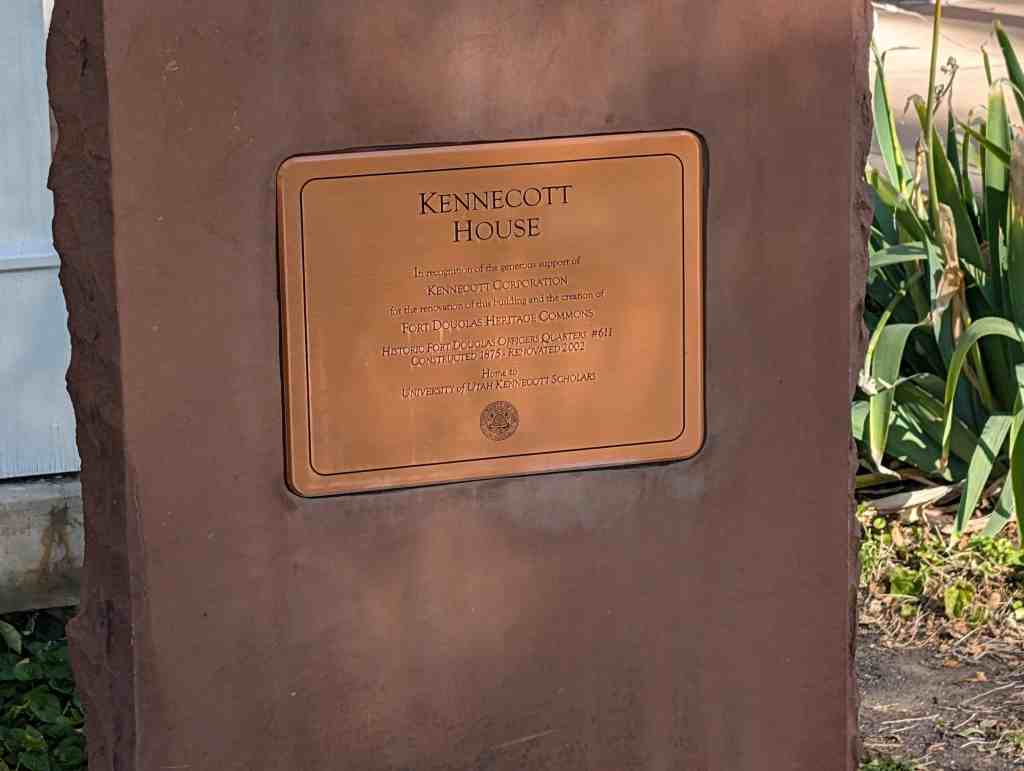 KENNECOTT
HOUSE
In recognition of the generous support of
KENNECOTT CORPORATION
for the renovation of this building and the creation of
FORT DOUGLAS HERITAGE COMMONS
HISTORIC FORT DOUGLAS OFFICERS QUARTERS #611
CONSTRUCTED 1875 : RENOVATED 2002
Home to
UNIVERSITY of UTAH KENNECOTT SCHOLARS